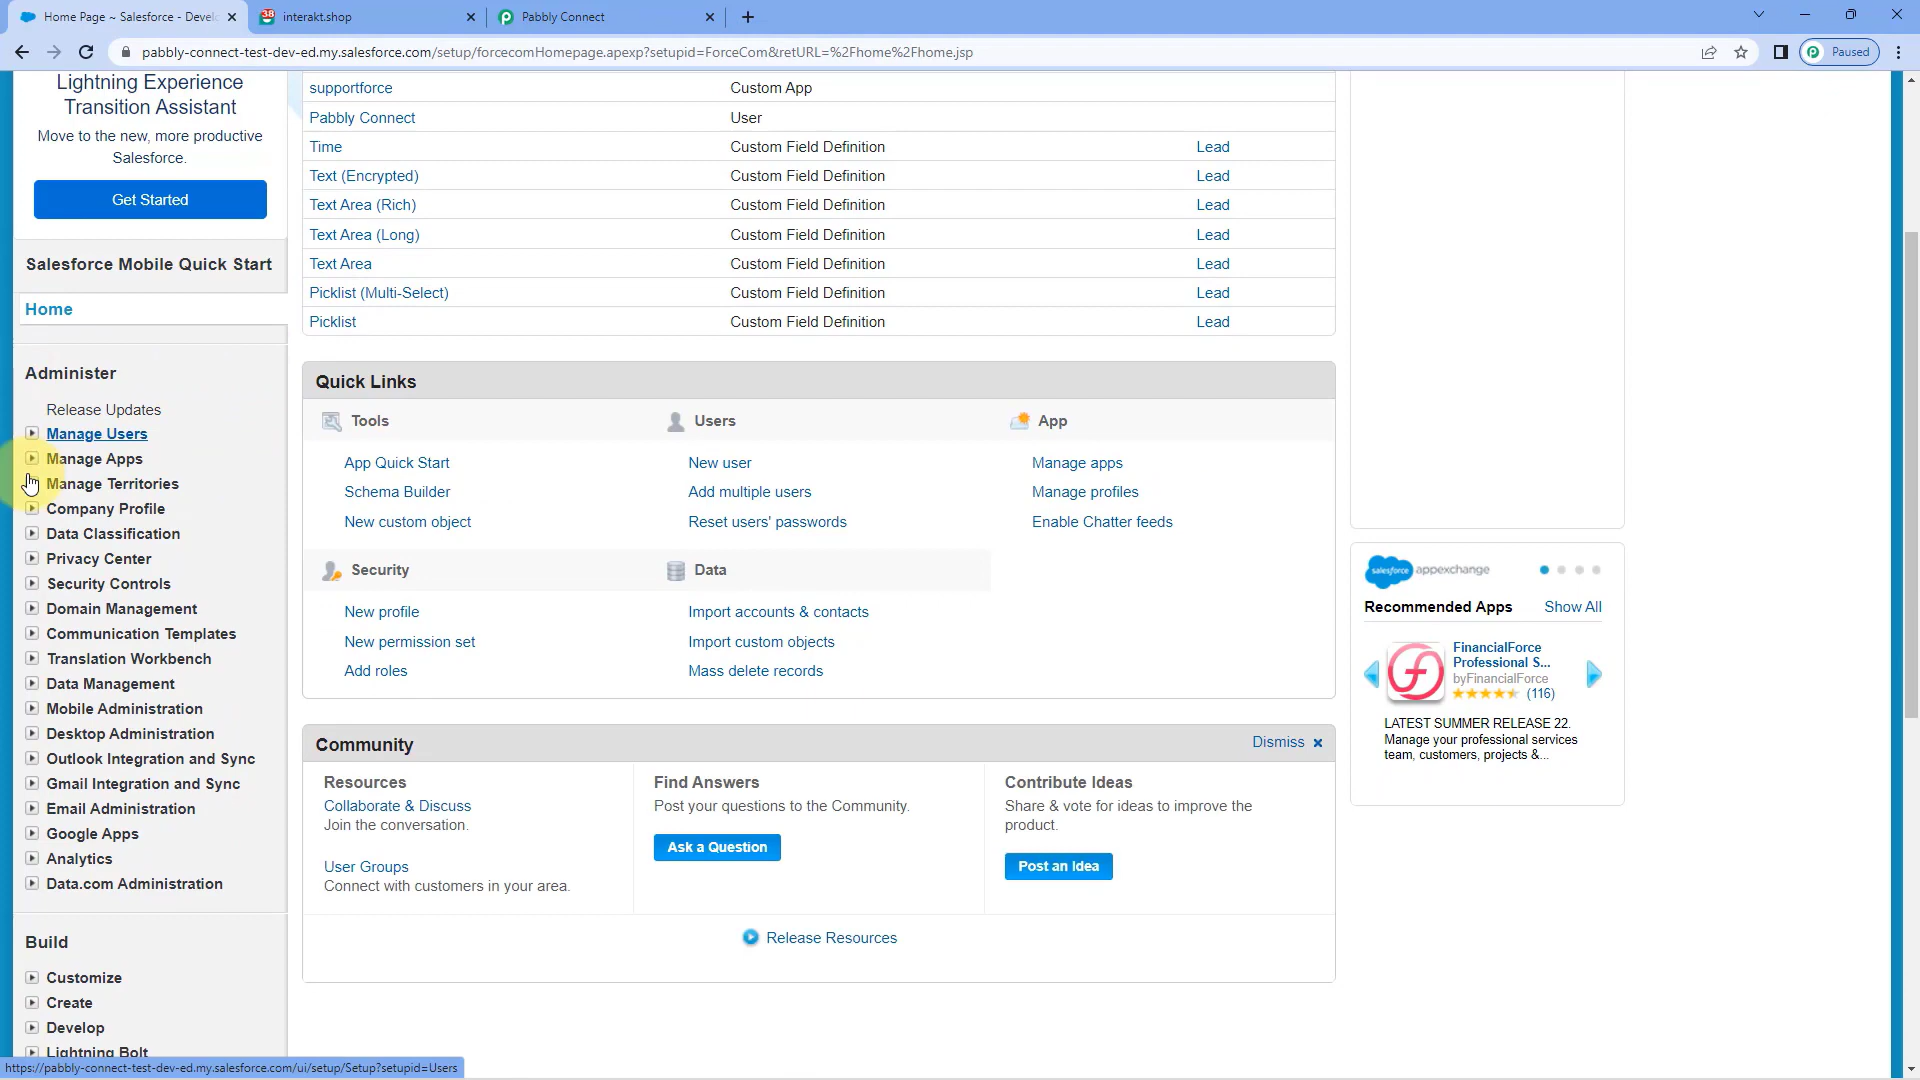 Home Page ~ Salesforce - Devel
interakt.shop
Pabbly Connect
pabbly-connect-test-dev-ed.my.salesforce.com/setup/forcecomHomepage.apexp?setupid=ForceCom&retURL=%2Fhome%2Fhome.jsp
Paused
Lightning Experience
Transition Assistant
Move to the new, more productive
Salesforce.
Get Started
Salesforce Mobile Quick Start
Home
Administer
Release Updates
Manage Users
Manage Apps
Manage Territories
Company Profile
Data Classification
Privacy Center
Security Controls
Domain Management
Communication Templates
Translation Workbench
Data Management
Mobile Administration
Desktop Administration
Outlook Integration and Sync
Gmail Integration and Sync
Email Administration
Google Apps
Analytics
Data.com Administration
Build
Customize
Create
Develop
Lightning Bolt
https://pabbly-connect-test-dev-ed.my.salesforce.com/ui/setup/Setup?setupid=Users
supportforce Custom App
Pabbly Connect User
Time Custom Field Definition Lead
Text (Encrypted) Custom Field Definition Lead
Text Area (Rich) Custom Field Definition Lead
Text Area (Long) Custom Field Definition Lead
Text Area Custom Field Definition Lead
Picklist (Multi-Select) Custom Field Definition Lead
Picklist Custom Field Definition Lead
Quick Links
Tools
App Quick Start
Schema Builder
New custom object
Users
New user
Add multiple users
Reset users' passwords
App
Manage apps
Manage profiles
Enable Chatter feeds
Security
New profile
New permission set
Add roles
Data
Import accounts & contacts
Import custom objects
Mass delete records
Community
Dismiss
Resources
Collaborate & Discuss
Join the conversation.
User Groups
Connect with customers in your area.
Find Answers
Post your questions to the Community.
Ask a Question
Contribute Ideas
Share & vote for ideas to improve the
product.
Post an Idea
Release Resources
salesforce appexchange
Recommended Apps Show All
FinancialForce
Professional S...
byFinancialForce
(116)
LATEST SUMMER RELEASE 22.
Manage your professional services
team, customers, projects &...